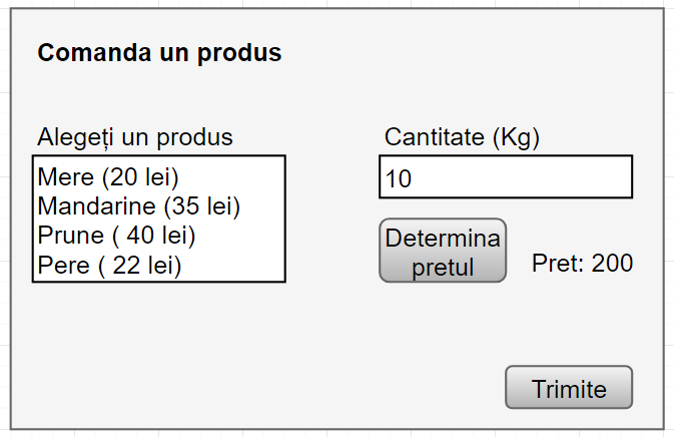 Comanda un produs
Alegeți un produs
Mere (20 lei)
Mandarine (35 lei)
Prune ( 40 lei)
Pere ( 22 lei)
Cantitate (Kg)
10
Determina
pretul
Pret: 200
Trimite